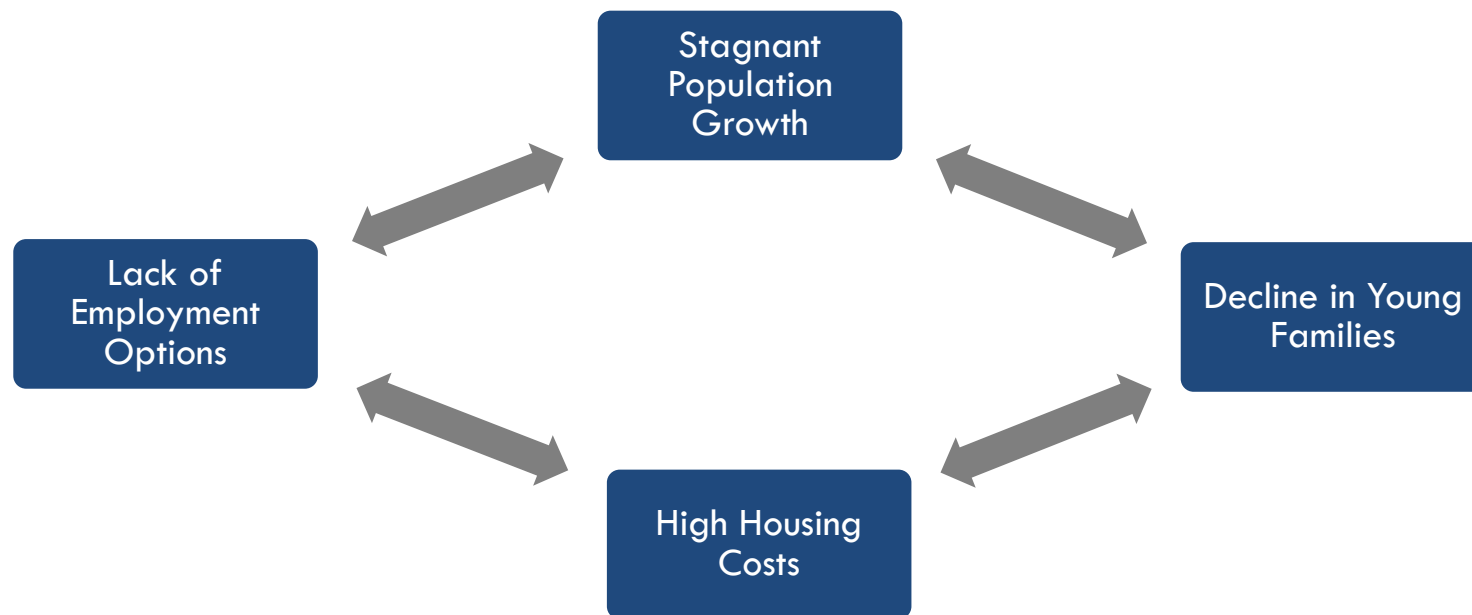 Stagnant
Population
Growth
Lack of
Employment
Options
Decline in Young
Families
High Housing
Costs